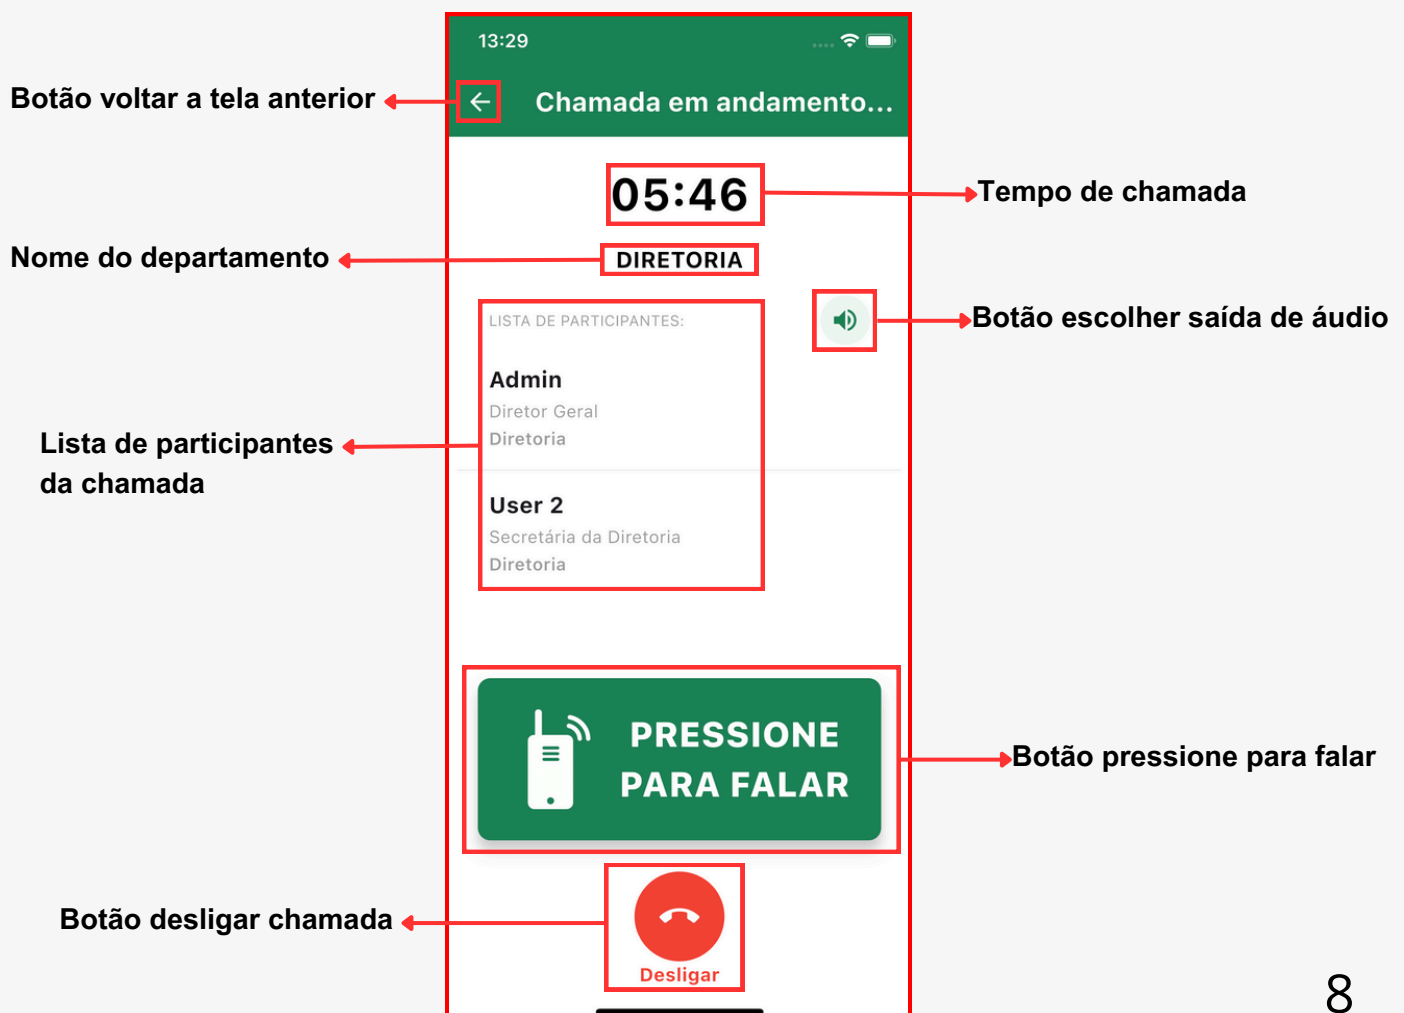 13:29
Botão voltar a tela anterior
Chamada em andamento...
05:46
Tempo de chamada
Nome do departamento
DIRETORIA
LISTA DE PARTICIPANTES:
Botão escolher saída de áudio
Admin
Diretor Geral
Diretoria
Lista de participantes
da chamada
User 2
Secretária da Diretoria
Diretoria
PRESSIONE
PARA FALAR
Botão pressione para falar
Botão desligar chamada
Desligar
8